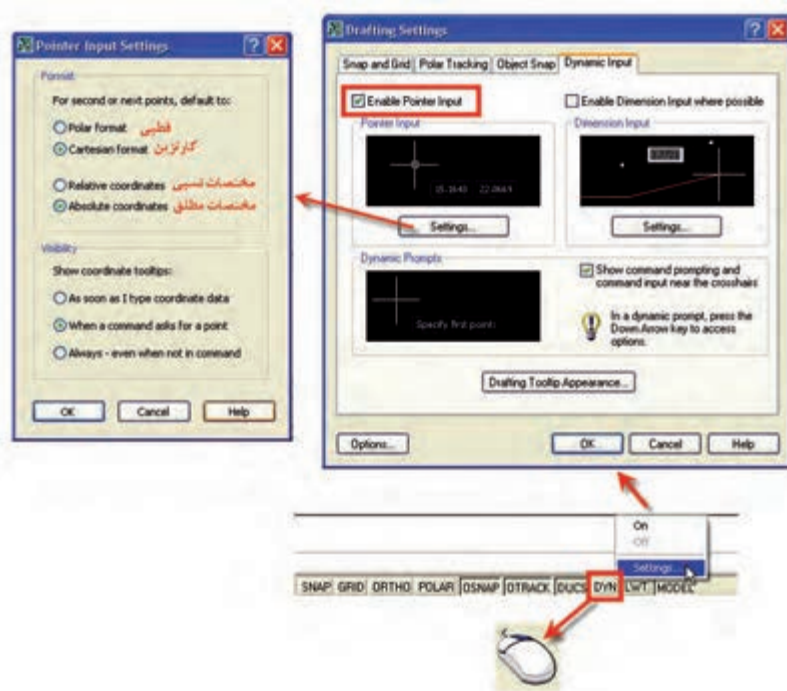 Pointer Input Settings
Format
For second or next points, default to:
Polar format قطبی
Cartesian format کارتزین
Relative coordinates مختصات نسبی
Absolute coordinates مختصات مطلق
Visibility
Show coordinate tooltips:
As soon as I type coordinate data
When a command asks for a point
Always - even when not in command
OK Cancel Help
Drafting Settings
Snap and Grid Polar Tracking Object Snap Dynamic Input
Enable Pointer Input
Enable Dimension Input where possible
Pointer Input
Dimension Input
Settings...
Settings...
Dynamic Prompts
Specify first point:
Show command prompting and
command input near the crosshairs
In a dynamic prompt, press the
Down Arrow key to access
options.
Drafting Tooltip Appearance...
Options... OK Cancel Help
On
Off
Settings...
SNAP GRID ORTHO POLAR OSNAP OTRACK DUCS DYN LWT MODEL